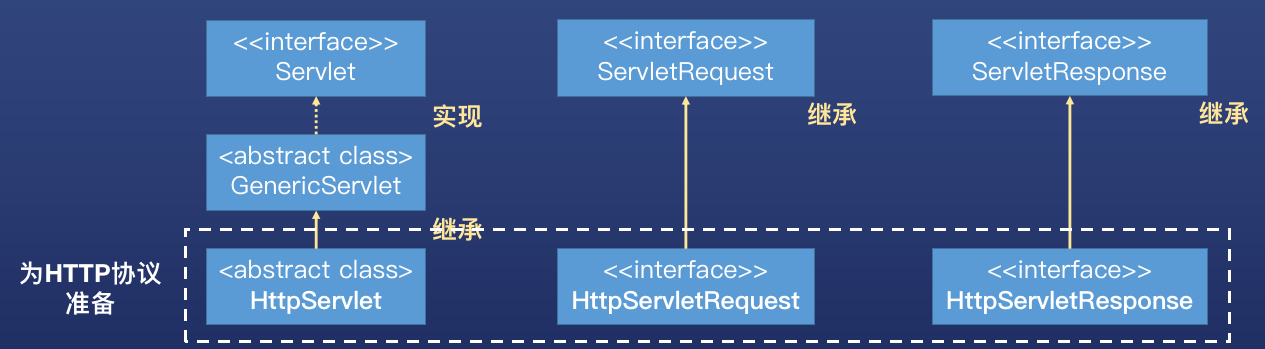 <<interface>>
Servlet
<<interface>>
ServletRequest
<<interface>>
ServletResponse
实现
继承
继承
<abstract class>
GenericServlet
继承
为HTTP协议
准备
<abstract class>
HttpServlet
<<interface>>
HttpServletRequest
<<interface>>
HttpServletResponse